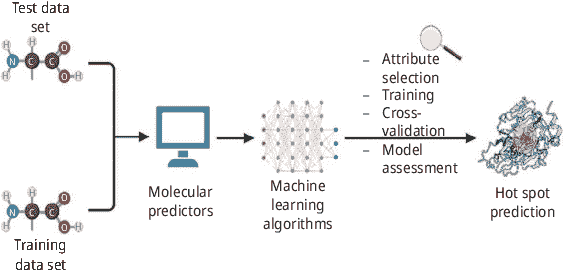 Test data
set
H
H
O
N
C
C
H
O
H
Molecular
predictors
Machine
learning
algorithms
– Attribute
selection
– Training
– Cross-
validation
– Model
assessment
Hot spot
prediction
H
H
O
N
C
C
H
O
H
Training
data set